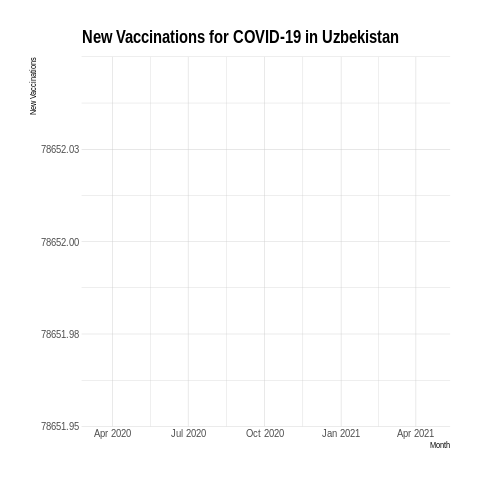 New Vaccinations for COVID-19 in Uzbekistan
New Vaccinations
78652.03
78652.00
78651.98
78651.95
Apr 2020 Jul 2020 Oct 2020 Jan 2021 Apr 2021
Month